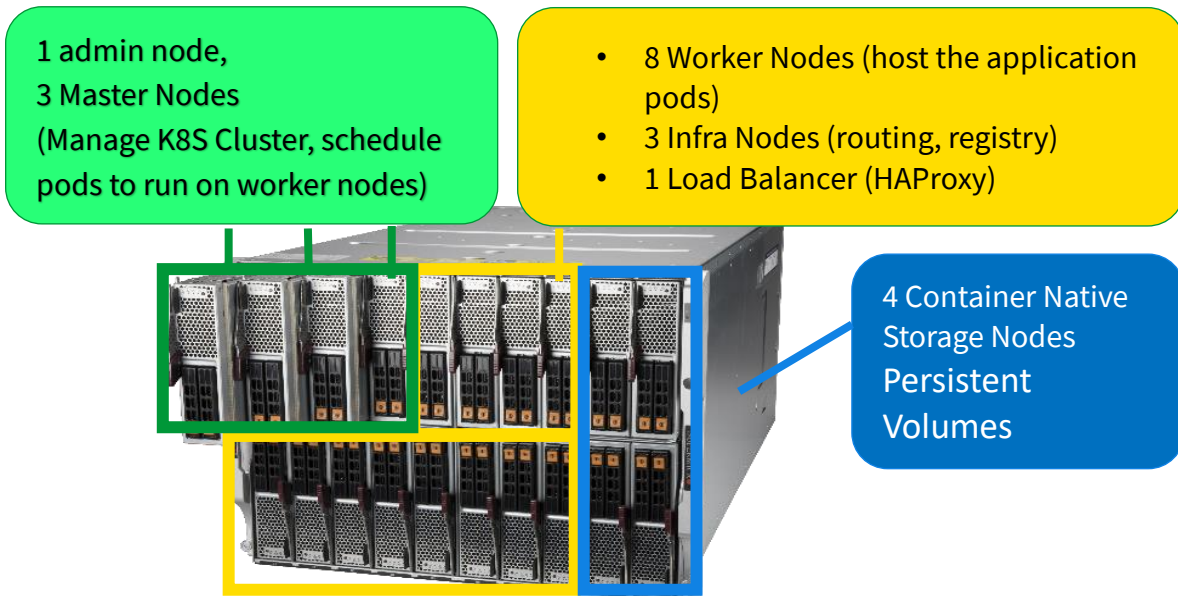 1 admin node,
3 Master Nodes
(Manage K8S Cluster, schedule
pods to run on worker nodes)
• 8 Worker Nodes (host the application
pods)
• 3 Infra Nodes (routing, registry)
• 1 Load Balancer (HAProxy)
4 Container Native
Storage Nodes
Persistent
Volumes